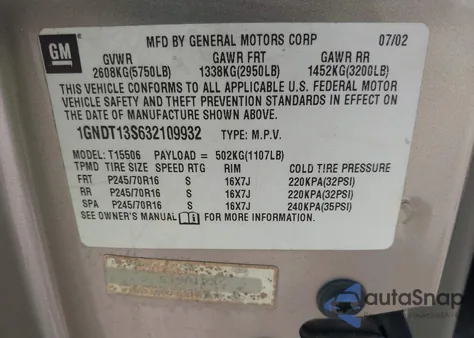 GM
MFD BY GENERAL MOTORS CORP 07/02
GVWR GAWR FRT GAWR RR
2608KG(5750LB) 1338KG(2950LB) 1452KG(3200LB)
THIS VEHICLE CONFORMS TO ALL APPLICABLE U.S. FEDERAL MOTOR
VEHICLE SAFETY AND THEFT PREVENTION STANDARDS IN EFFECT ON
THE DATE OF MANUFACTURE SHOWN ABOVE.
1GNDT13S632109932 TYPE: M.P.V.
MODEL: T15506 PAYLOAD = 502KG(1107LB)
TPMD TIRE SIZE SPEED RTG RIM COLD TIRE PRESSURE
FRT P245/70R16 S 16X7J 220KPA(32PSI)
RR P245/70R16 S 16X7J 220KPA(32PSI)
SPA P245/70R16 S 16X7J 240KPA(35PSI)
SEE OWNER'S MANUAL FOR MORE INFORMATION
autoSnap